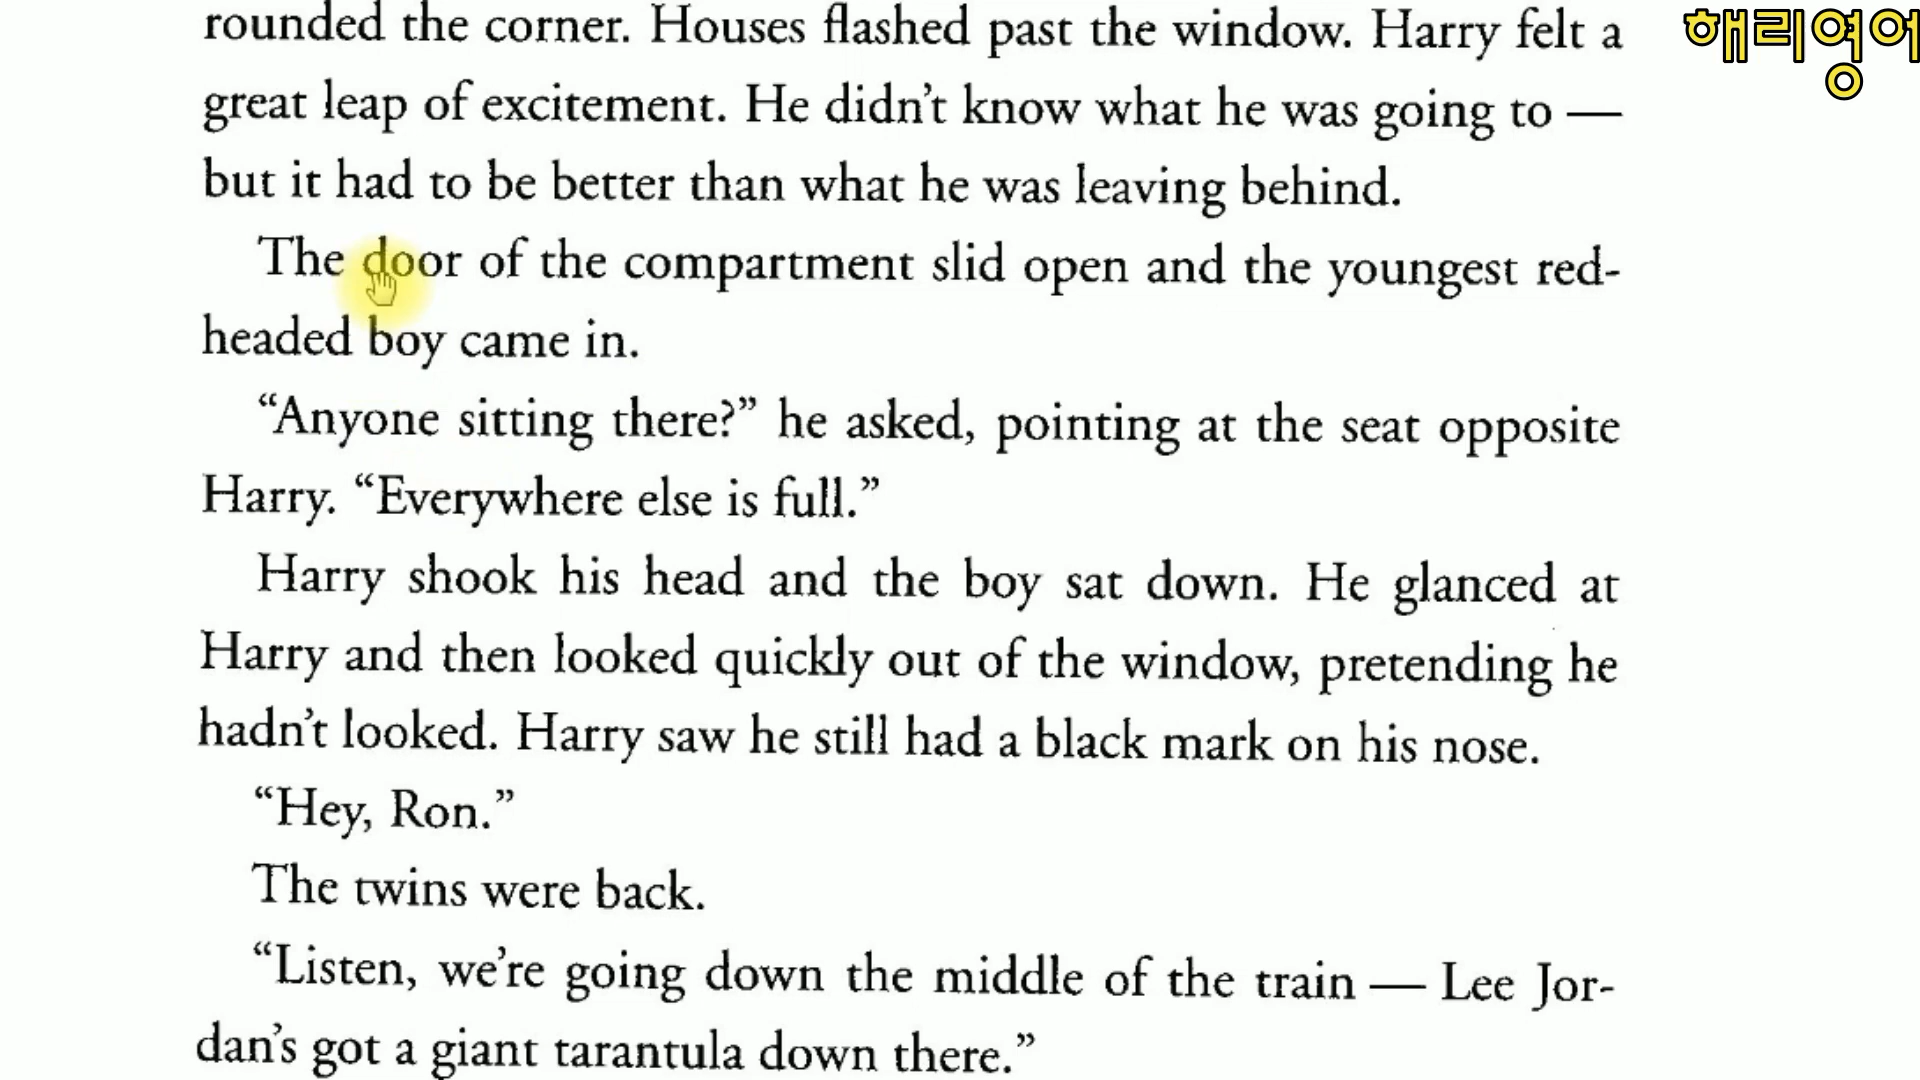 rounded the corner. Houses flashed past the window. Harry felt a
great leap of excitement. He didn't know what he was going to —
but it had to be better than what he was leaving behind.
The door of the compartment slid open and the youngest red-
headed boy came in.
“Anyone sitting there?” he asked, pointing at the seat opposite
Harry. “Everywhere else is full.”
Harry shook his head and the boy sat down. He glanced at
Harry and then looked quickly out of the window, pretending he
hadn't looked. Harry saw he still had a black mark on his nose.
“Hey, Ron.”
The twins were back.
“Listen, we're going down the middle of the train — Lee Jor-
dan's got a giant tarantula down there.”
해리영어